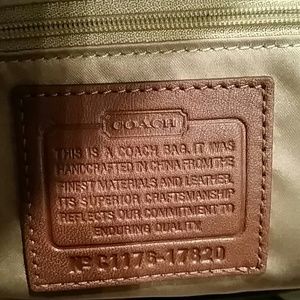 COACH
THIS IS A COACH BAG. IT WAS
HANDCRAFTED IN CHINA FROM THE
FINEST MATERIALS AND LEATHER.
ITS SUPERIOR CRAFTSMANSHIP
REFLECTS OUR COMMITMENT TO
ENDURING QUALITY.
Nº C1176-17820